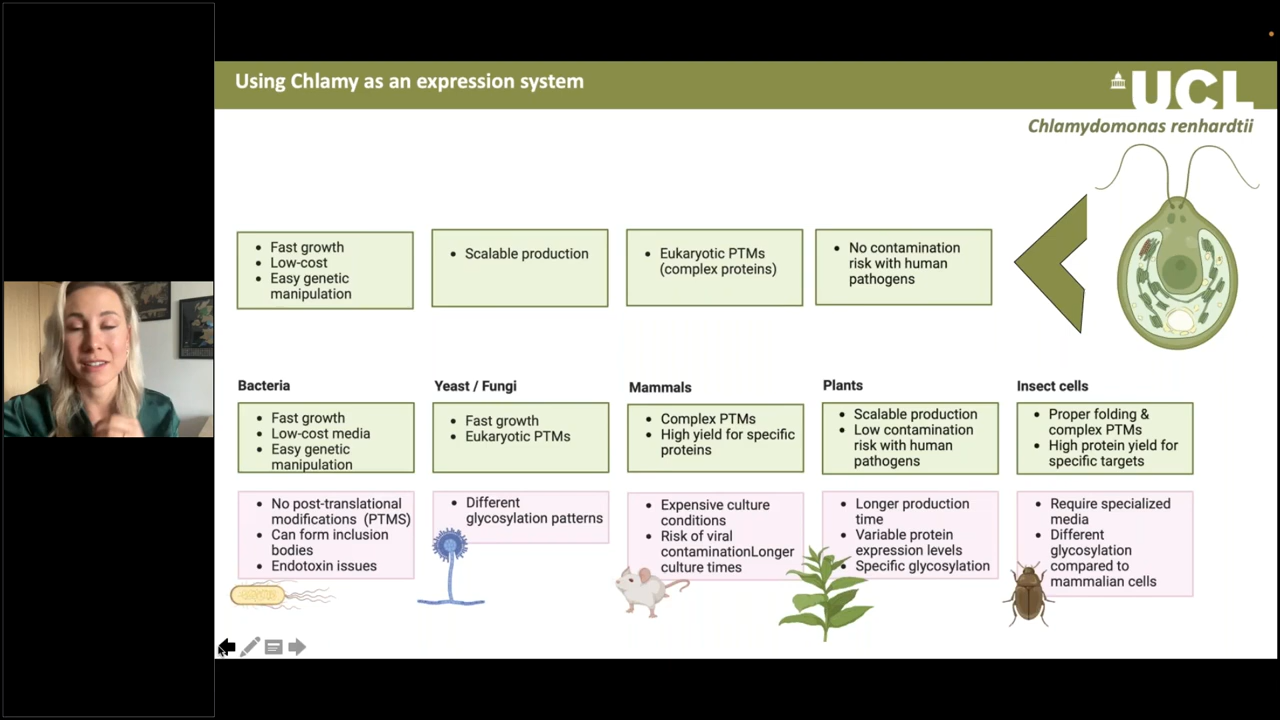 Using Chlamy as an expression system
UCL
Chlamydomonas renhardtii
• Fast growth
• Low-cost
• Easy genetic
manipulation
• Scalable production
• Eukaryotic PTMs
(complex proteins)
• No contamination
risk with human
pathogens
Bacteria
• Fast growth
• Low-cost media
• Easy genetic
manipulation
• No post-translational
modifications (PTMS)
• Can form inclusion
bodies
• Endotoxin issues
Yeast / Fungi
• Fast growth
• Eukaryotic PTMs
• Different
glycosylation patterns
Mammals
• Complex PTMs
• High yield for specific
proteins
• Expensive culture
conditions
• Risk of viral
contaminationLonger
culture times
Plants
• Scalable production
• Low contamination
risk with human
pathogens
• Longer production
time
• Variable protein
expression levels
• Specific glycosylation
Insect cells
• Proper folding &
complex PTMs
• High protein yield for
specific targets
• Require specialized
media
• Different
glycosylation
compared to
mammalian cells